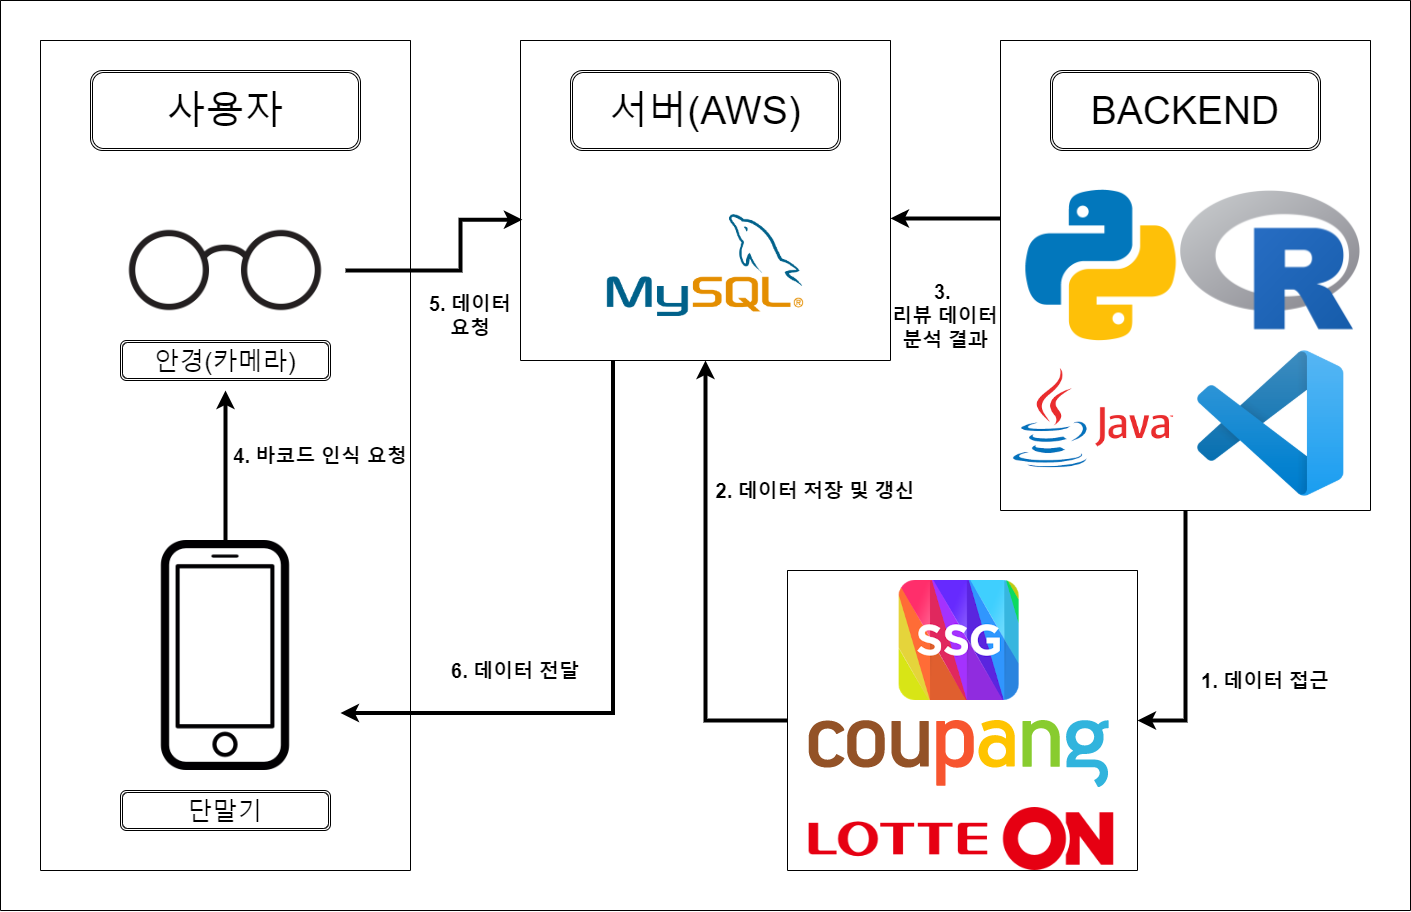 사용자
서버(AWS)
BACKEND
MySQL®
R
5. 데이터
요청
3.
리뷰 데이터
분석 결과
안경(카메라)
Java™
4. 바코드 인식 요청
2. 데이터 저장 및 갱신
SSG
6. 데이터 전달
1. 데이터 접근
coupang
단말기
LOTTE ON